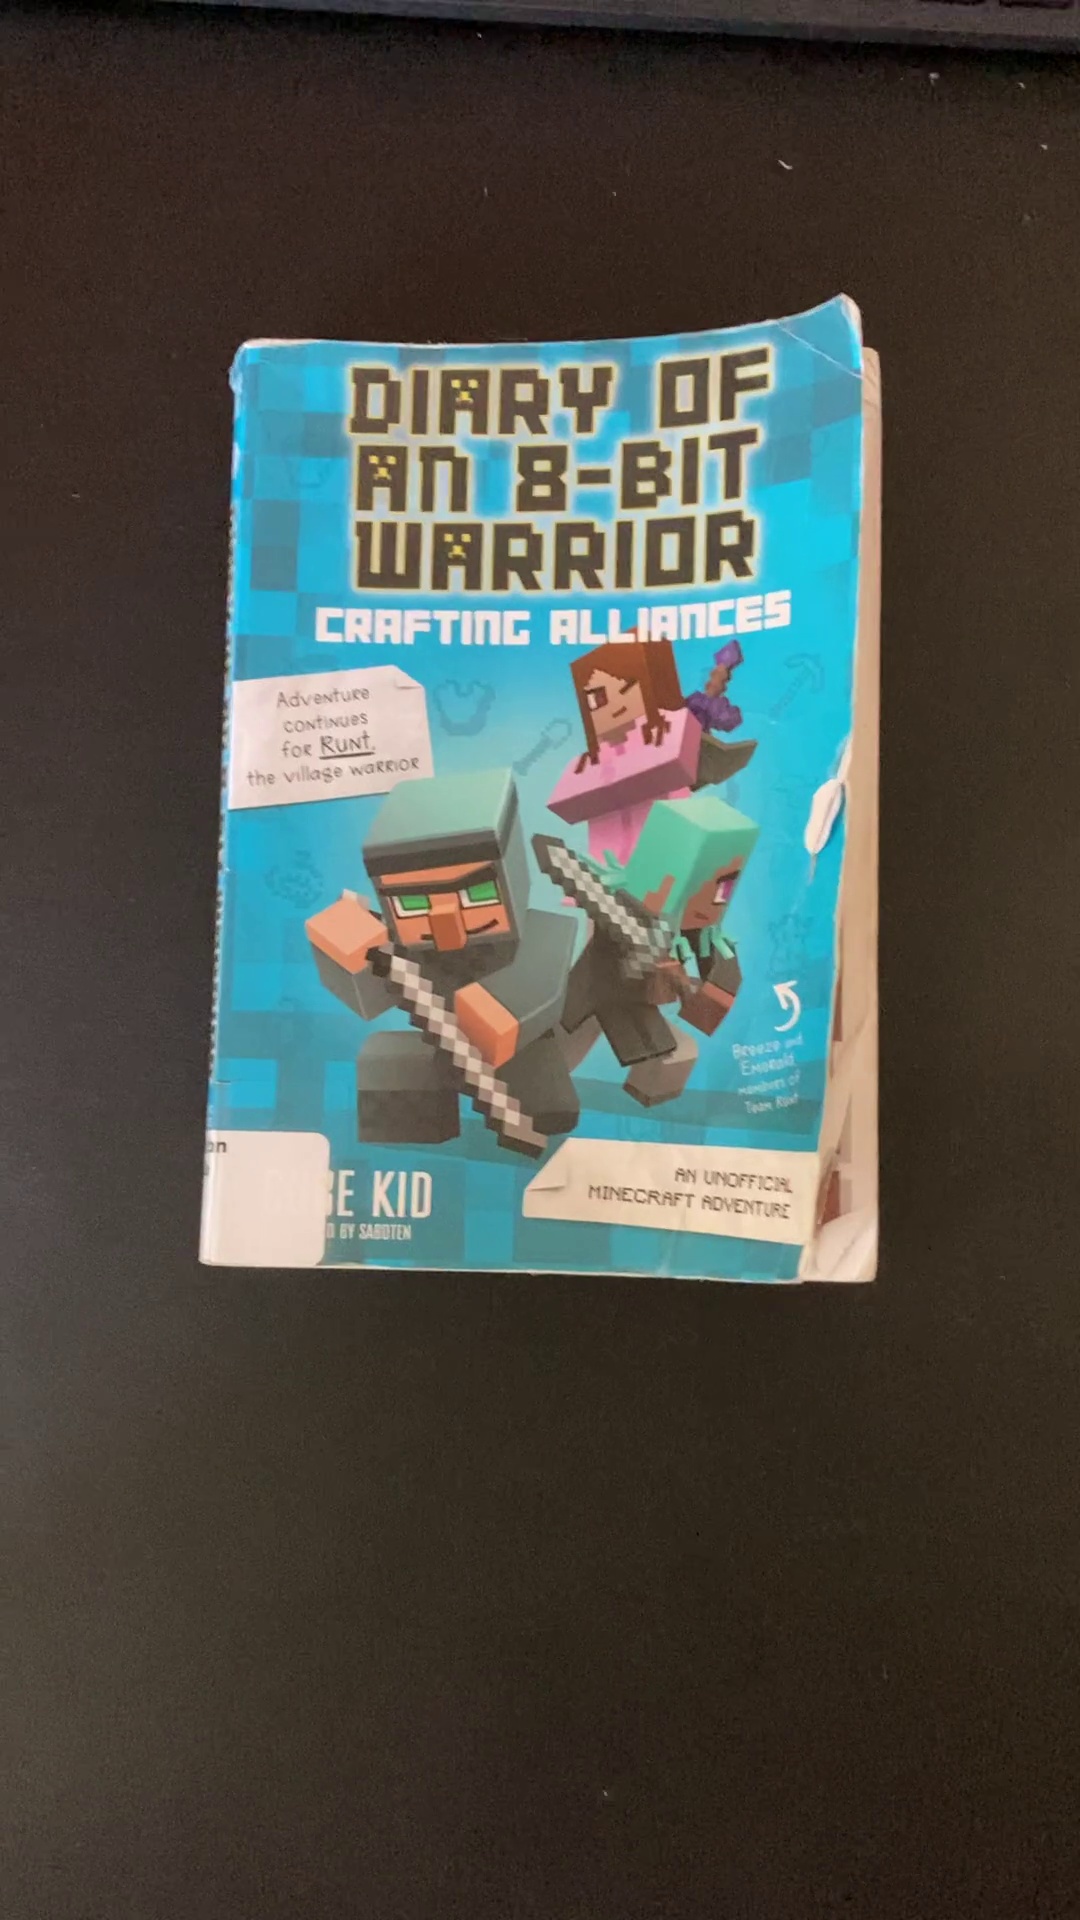 DIARY OF
AN 8-BIT
WARRIOR
CRAFTING ALLIANCES
Adventure
continues
for Runt,
the village warrior
Breeze and
Emerald,
members of
Team Runt
AN UNOFFICIAL
MINECRAFT ADVENTURE
KID
BY SABOTEN